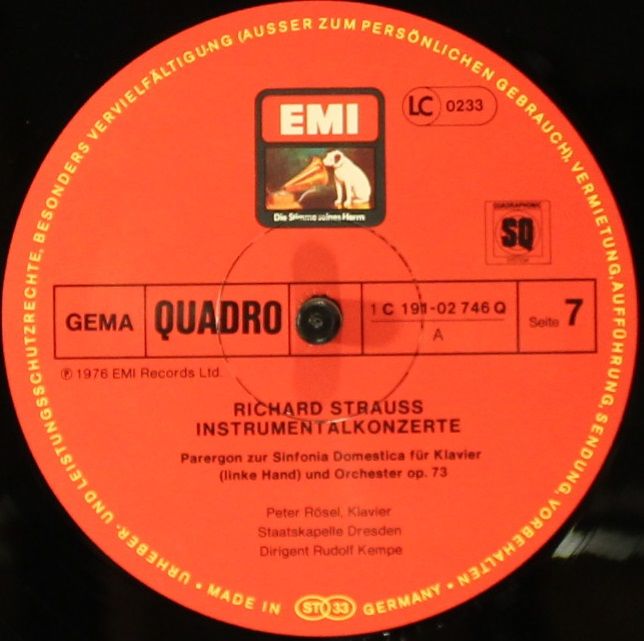 URHEBER- UND LEISTUNGSSCHUTZRECHTE, BESONDERS VERVIELFÄLTIGUNG (AUSSER ZUM PERSÖNLICHEN GEBRAUCH), VERMIETUNG, AUFFÜHRUNG, SENDUNG, VORBEHALTEN
EMI
Die Stimme seines Herrn
LC 0233
QUADRAPHONIC
SQ
GEMA
QUADRO
1 C 191-02 746 Q
A
Seite 7
℗ 1976 EMI Records Ltd.
RICHARD STRAUSS
INSTRUMENTALKONZERTE
Parergon zur Sinfonia Domestica für Klavier
(linke Hand) und Orchester op. 73
Peter Rösel, Klavier
Staatskapelle Dresden
Dirigent Rudolf Kempe
• MADE IN ST 33 GERMANY •